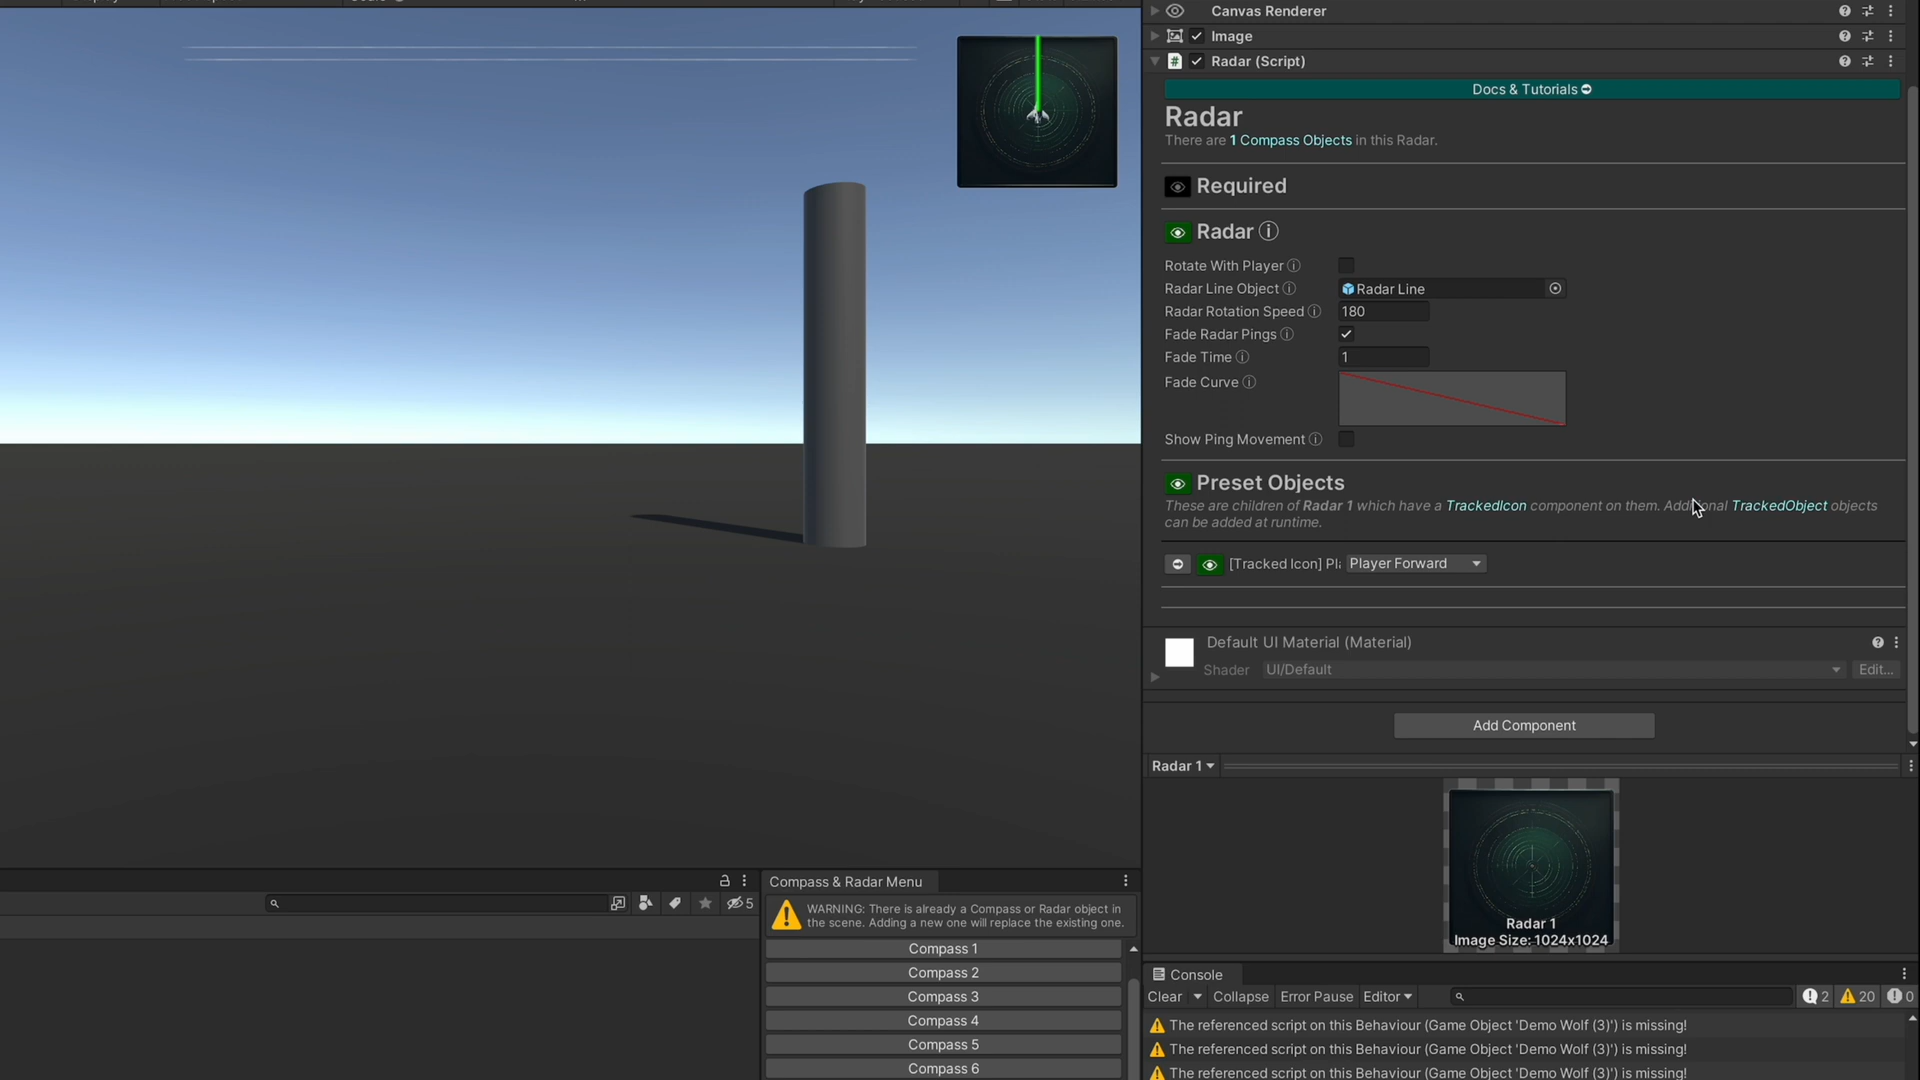 Canvas Renderer
Image
# Radar (Script)
Docs & Tutorials
Radar
There are 1 Compass Objects in this Radar.
Required
Radar
Rotate With Player
Radar Line Object Radar Line
Radar Rotation Speed 180
Fade Radar Pings
Fade Time 1
Fade Curve
Show Ping Movement
Preset Objects
These are children of Radar 1 which have a TrackedIcon component on them. Additional TrackedObject objects
can be added at runtime.
[Tracked Icon] Pl Player Forward
Default UI Material (Material)
Shader UI/Default Edit...
Add Component
Radar 1
Radar 1
Image Size: 1024x1024
5
Compass & Radar Menu
WARNING: There is already a Compass or Radar object in
the scene. Adding a new one will replace the existing one.
Compass 1
Compass 2
Compass 3
Compass 4
Compass 5
Compass 6
Console
Clear Collapse Error Pause Editor 2 20 0
The referenced script on this Behaviour (Game Object 'Demo Wolf (3)') is missing!
The referenced script on this Behaviour (Game Object 'Demo Wolf (3)') is missing!
The referenced script on this Behaviour (Game Object 'Demo Wolf (3)') is missing!